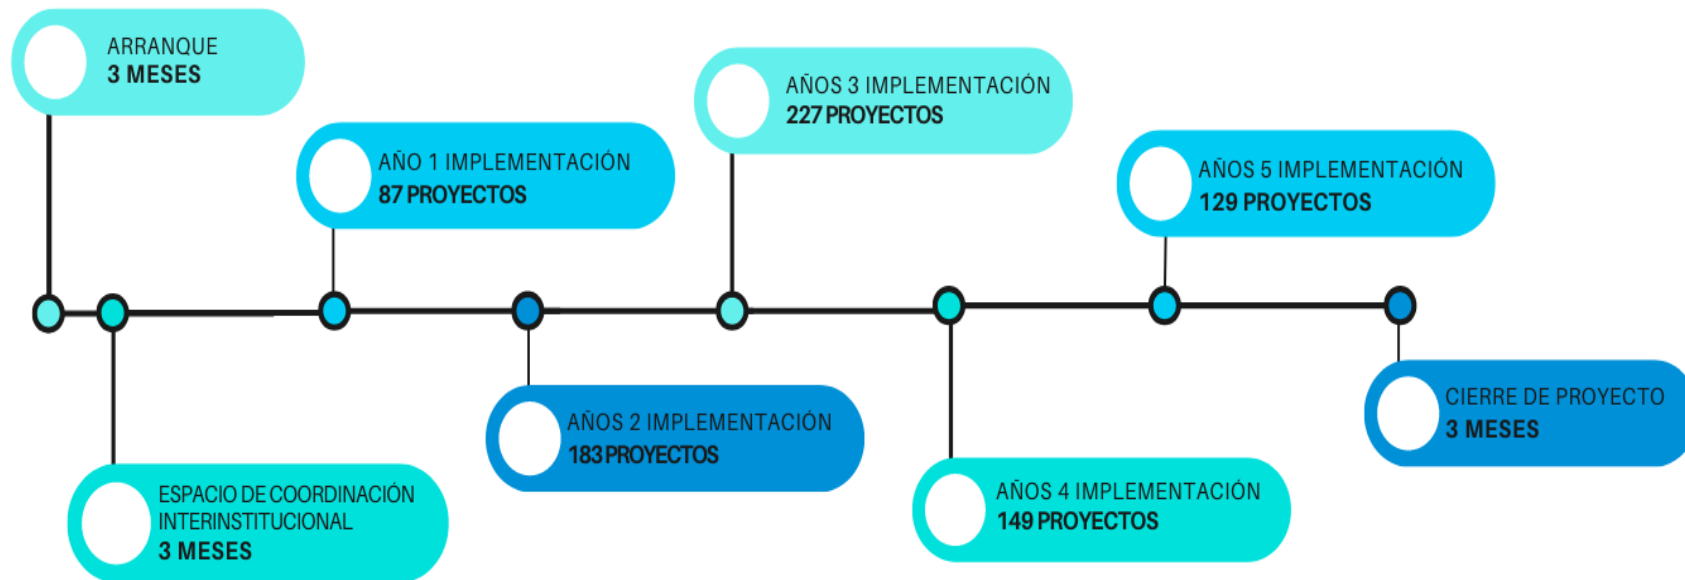 ARRANQUE
3 MESES
ESPACIO DE COORDINACIÓN
INTERINSTITUCIONAL
3 MESES
AÑO 1 IMPLEMENTACIÓN
87 PROYECTOS
AÑOS 2 IMPLEMENTACIÓN
183 PROYECTOS
AÑOS 3 IMPLEMENTACIÓN
227 PROYECTOS
AÑOS 4 IMPLEMENTACIÓN
149 PROYECTOS
AÑOS 5 IMPLEMENTACIÓN
129 PROYECTOS
CIERRE DE PROYECTO
3 MESES